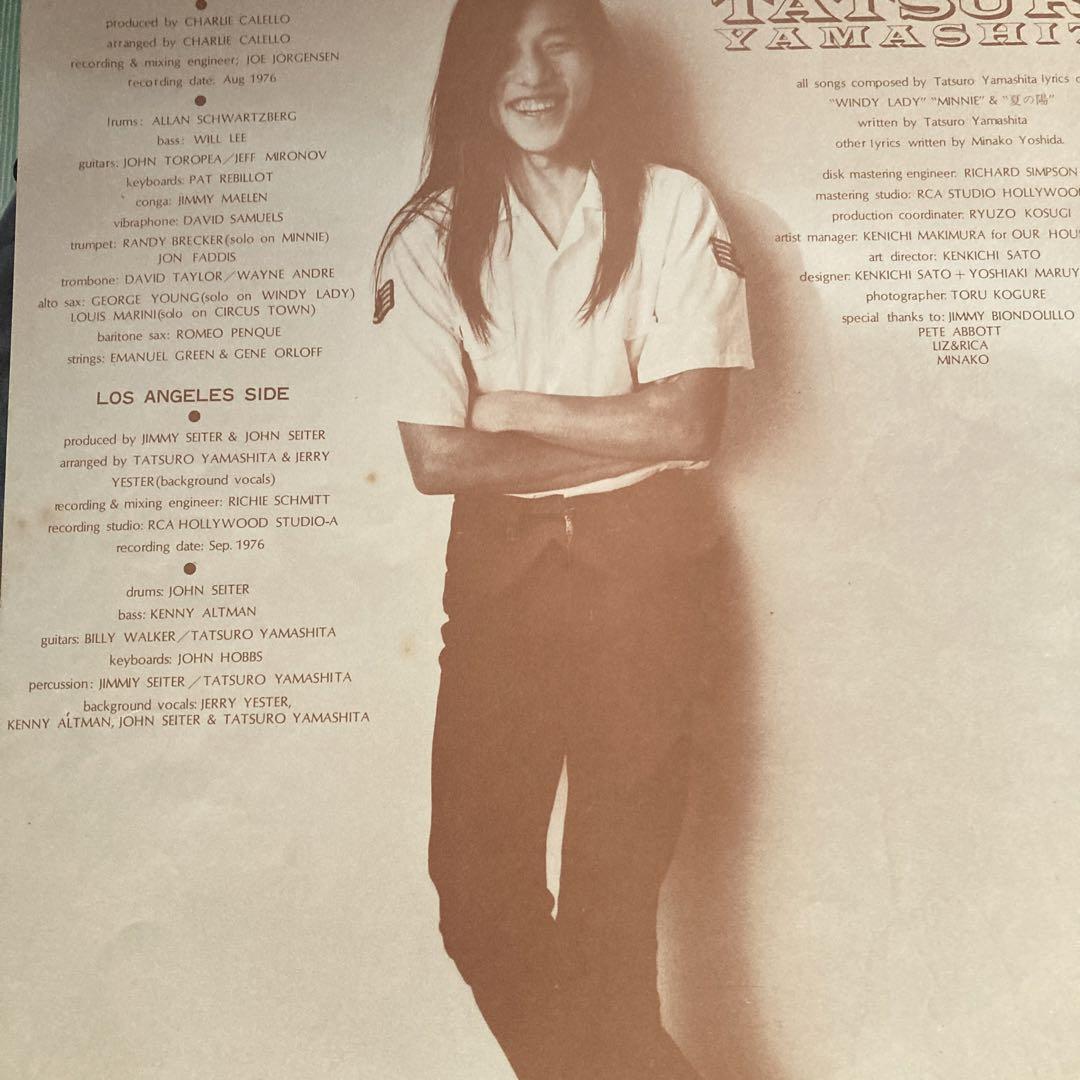 produced by CHARLIE CALELLO
arranged by CHARLIE CALELLO
recording & mixing engineer; JOE JORGENSEN
recording date: Aug 1976
lrums: ALLAN SCHWARTZBERG
bass: WILL LEE
guitars: JOHN TOROPEA/JEFF MIRONOV
keyboards: PAT REBILLOT
conga: JIMMY MAELEN
vibraphone: DAVID SAMUELS
trumpet: RANDY BRECKER(solo on MINNIE)
JON FADDIS
trombone: DAVID TAYLOR/WAYNE ANDRE
alto sax: GEORGE YOUNG(solo on WINDY LADY)
LOUIS MARINI(solo on CIRCUS TOWN)
baritone sax: ROMEO PENQUE
strings: EMANUEL GREEN & GENE ORLOFF
LOS ANGELES SIDE
produced by JIMMY SEITER & JOHN SEITER
arranged by TATSURO YAMASHITA & JERRY
YESTER(background vocals)
recording & mixing engineer: RICHIE SCHMITT
recording studio: RCA HOLLYWOOD STUDIO-A
recording date: Sep. 1976
drums: JOHN SEITER
bass: KENNY ALTMAN
guitars: BILLY WALKER/TATSURO YAMASHITA
keyboards: JOHN HOBBS
percussion: JIMMIY SEITER/TATSURO YAMASHITA
background vocals: JERRY YESTER,
KENNY ALTMAN, JOHN SEITER & TATSURO YAMASHITA
TATSUR
YAMASHIT
all songs composed by Tatsuro Yamashita lyrics
"WINDY LADY" "MINNIE" & "夏の陽"
written by Tatsuro Yamashita
other lyrics written by Minako Yoshida.
disk mastering engineer: RICHARD SIMPSON
mastering studio: RCA STUDIO HOLLYWOO
production coordinater: RYUZO KOSUGI
artist manager: KENICHI MAKIMURA for OUR HOU
art director: KENKICHI SATO
designer: KENKICHI SATO + YOSHIAKI MARUY
photographer: TORU KOGURE
special thanks to: JIMMY BIONDOLILLO
PETE ABBOTT
LIZ&RICA
MINAKO